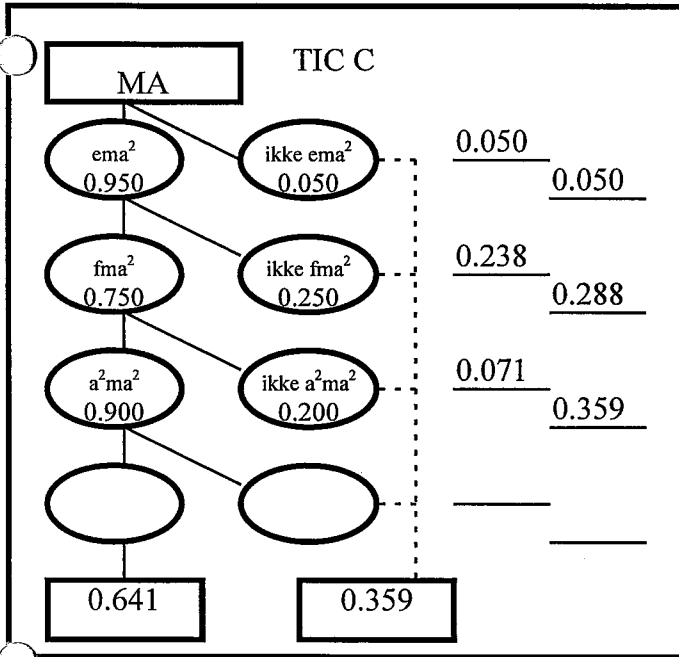 TIC C
MA
ema²
0.950
ikke ema²
0.050
0.050
0.050
fma²
0.750
ikke fma²
0.250
0.238
0.288
a²ma²
0.900
ikke a²ma²
0.200
0.071
0.359
0.641
0.359